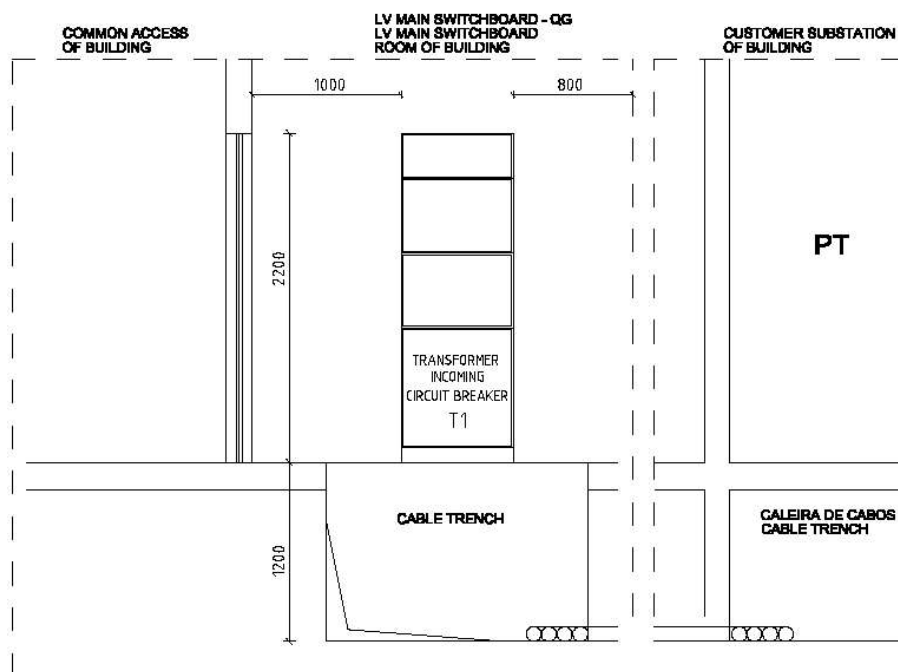 COMMON ACCESS
OF BUILDING
LV MAIN SWITCHBOARD - QG
LV MAIN SWITCHBOARD
ROOM OF BUILDING
CUSTOMER SUBSTATION
OF BUILDING
1000
800
2200
PT
TRANSFORMER
INCOMING
CIRCUIT BREAKER
T1
1200
CABLE TRENCH
CALEIRA DE CABOS
CABLE TRENCH